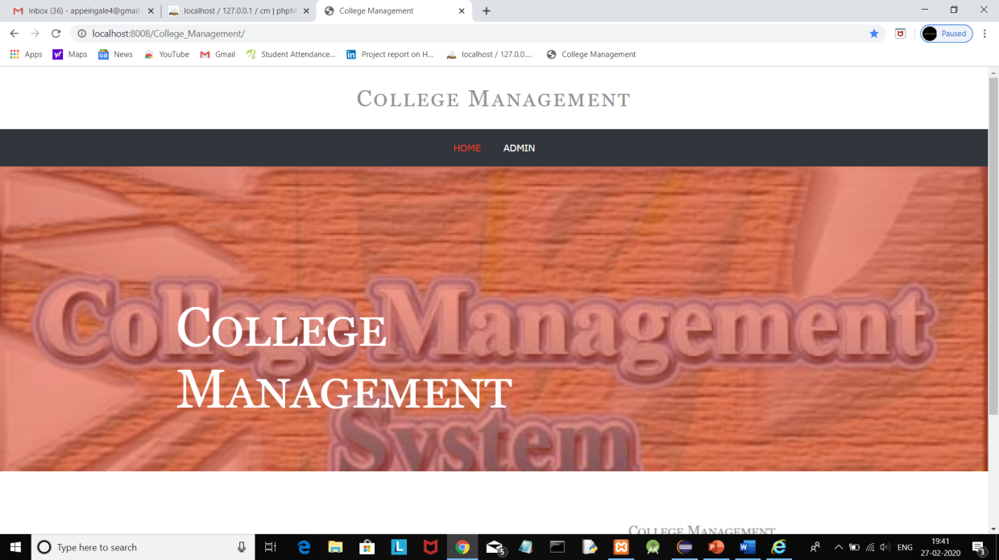 Inbox (36) - appeingale4@gmail.
localhost / 127.0.0.1 / cm | phpM
College Management
localhost:8008/College_Management/
Paused
Apps
Maps
News
YouTube
Gmail
Student Attendance...
Project report on H...
localhost / 127.0.0....
College Management
College Management
HOME
ADMIN
College Management
System
College
Management
College Management
Type here to search
5
ENG
19:41
27-02-2020
3